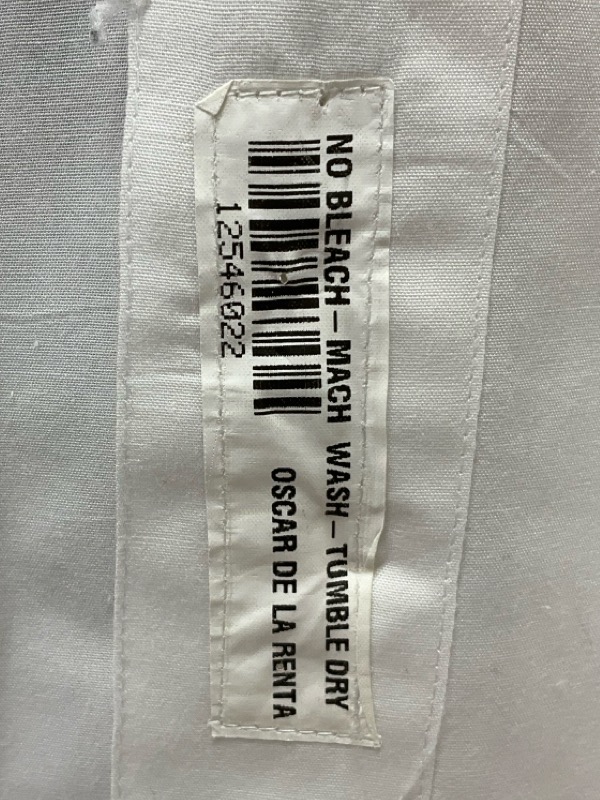 NO BLEACH-MACH WASH-TUMBLE DRY
OSCAR DE LA RENTA
12546022